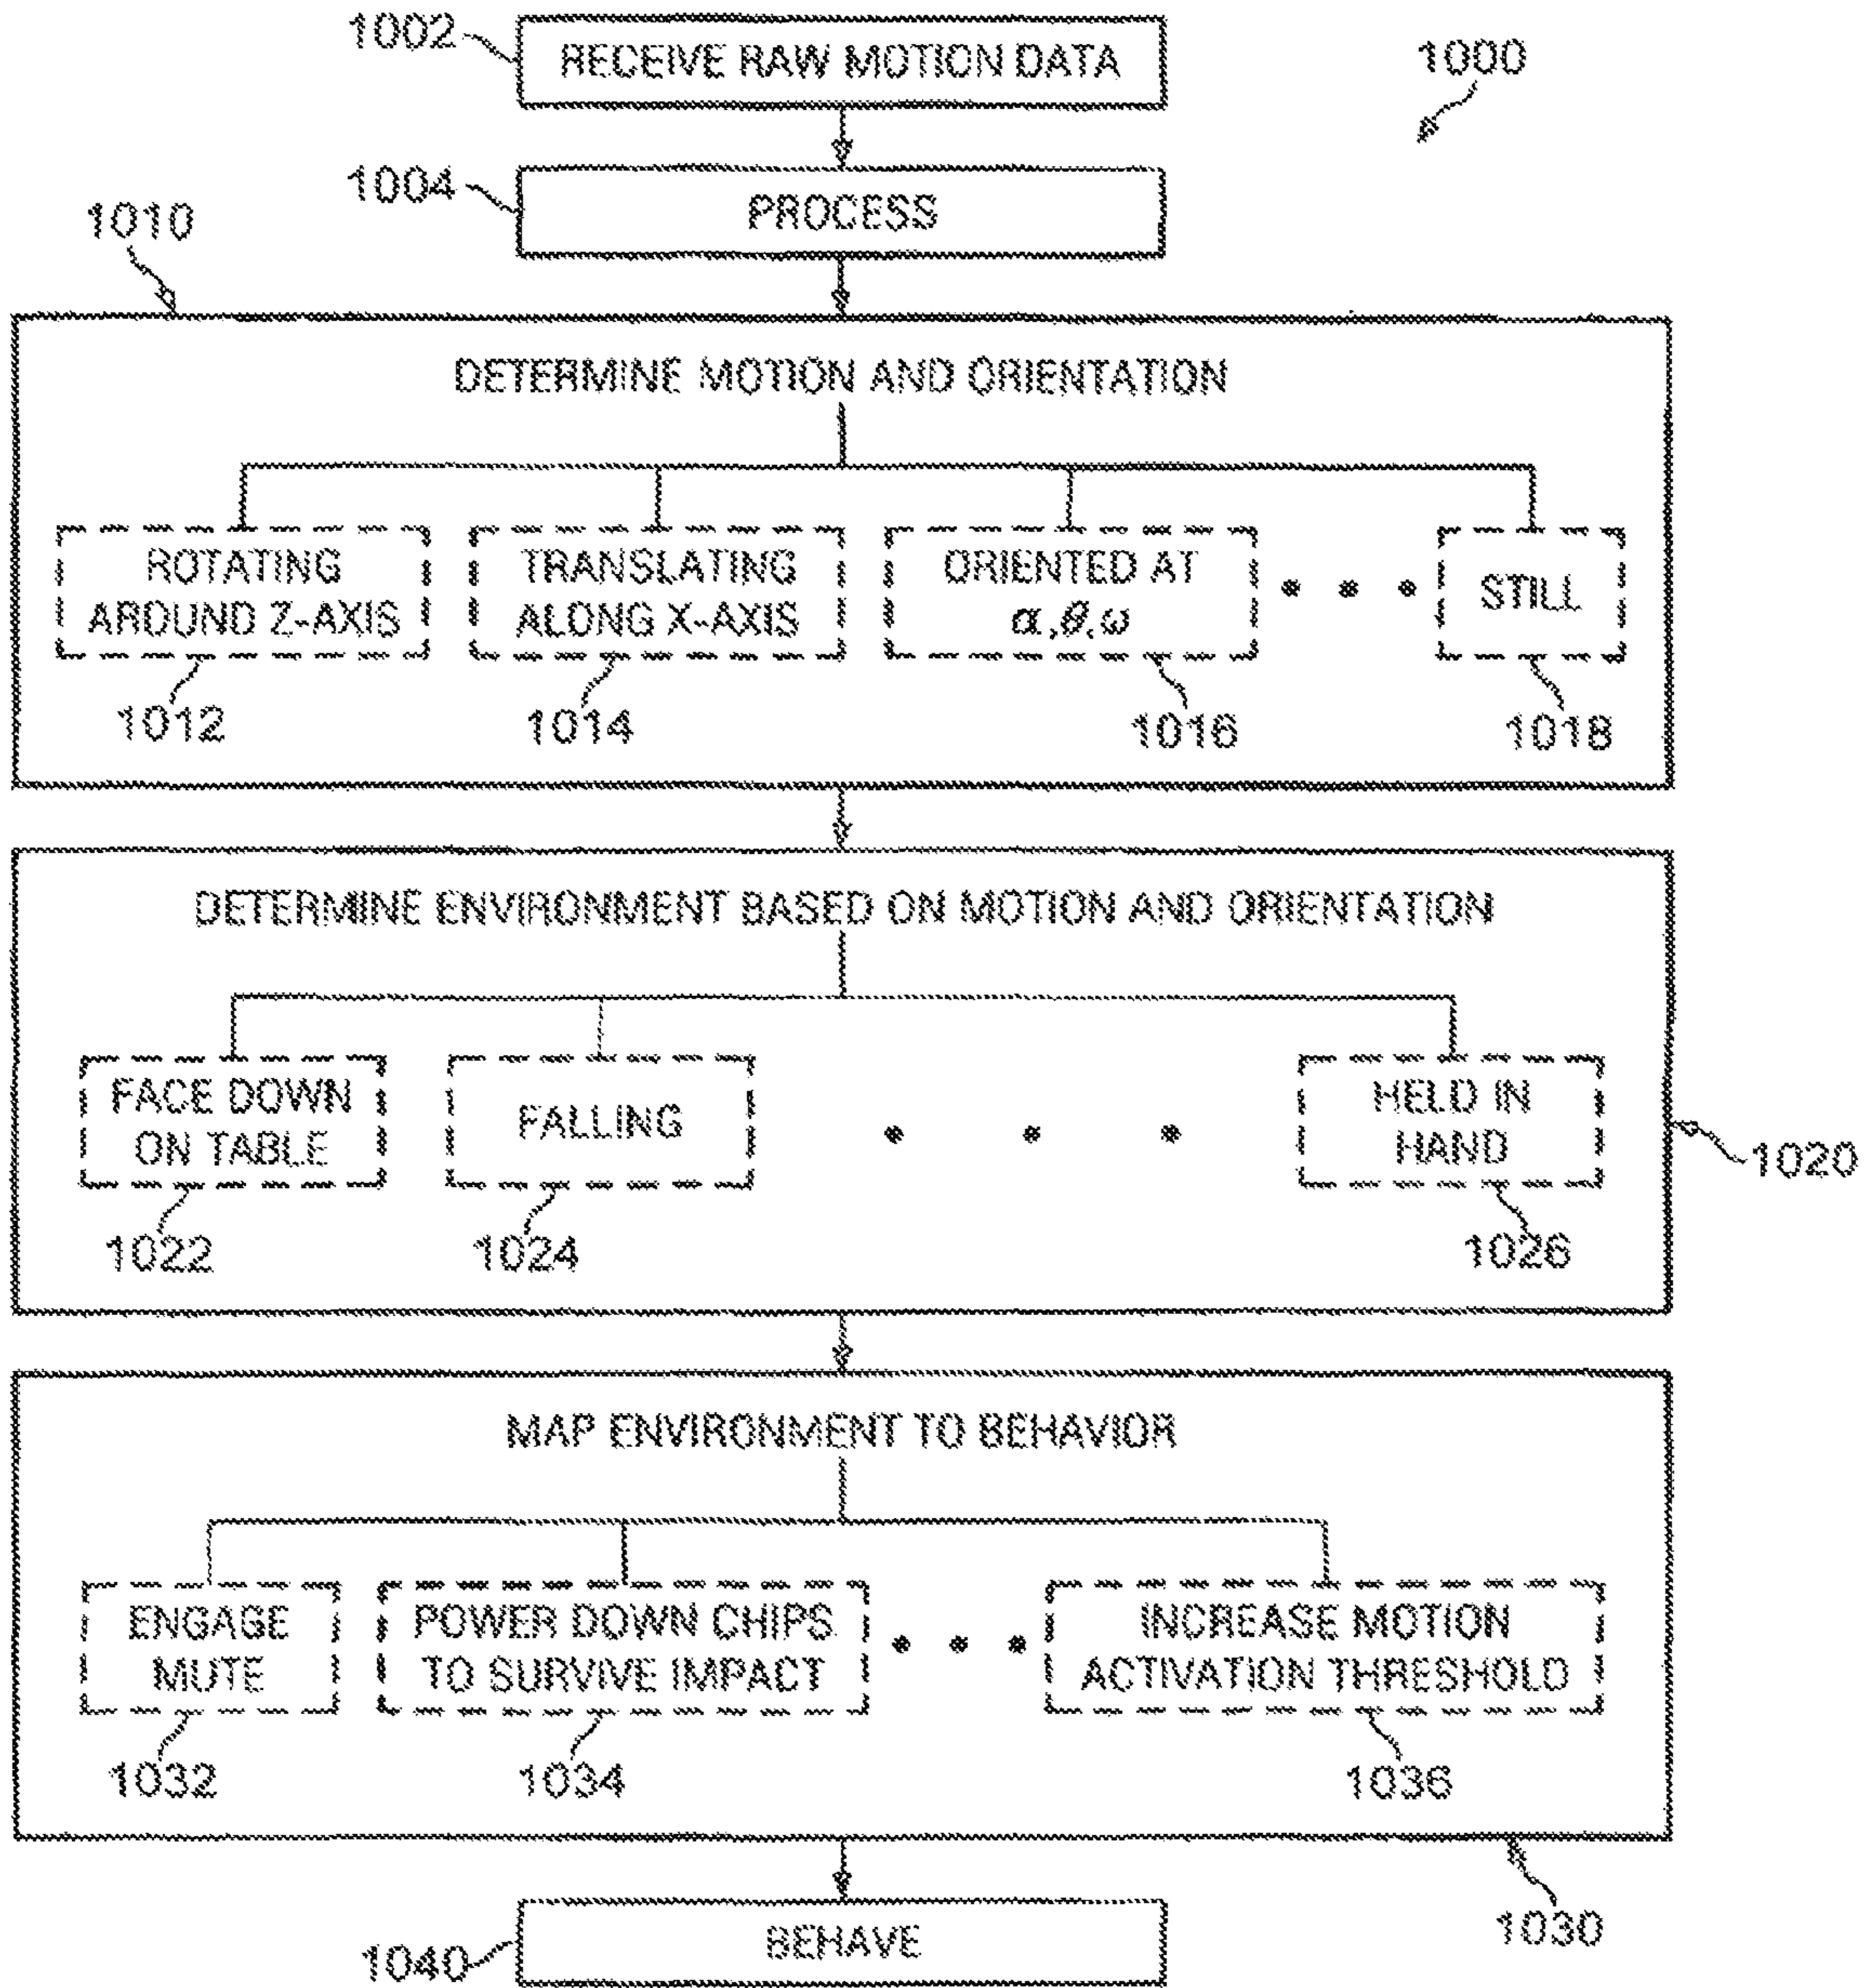 1002
RECEIVE RAW MOTION DATA
1000
1004
PROCESS
1010
DETERMINE MOTION AND ORIENTATION
ROTATING
AROUND Z-AXIS
TRANSLATING
ALONG X-AXIS
ORIENTED AT
α,θ,ω
STILL
1012
1014
1016
1018
DETERMINE ENVIRONMENT BASED ON MOTION AND ORIENTATION
FACE DOWN
ON TABLE
FALLING
HELD IN
HAND
1020
1022
1024
1026
MAP ENVIRONMENT TO BEHAVIOR
ENGAGE
MUTE
POWER DOWN CHIPS
TO SURVIVE IMPACT
INCREASE MOTION
ACTIVATION THRESHOLD
1032
1034
1036
1030
1040
BEHAVE